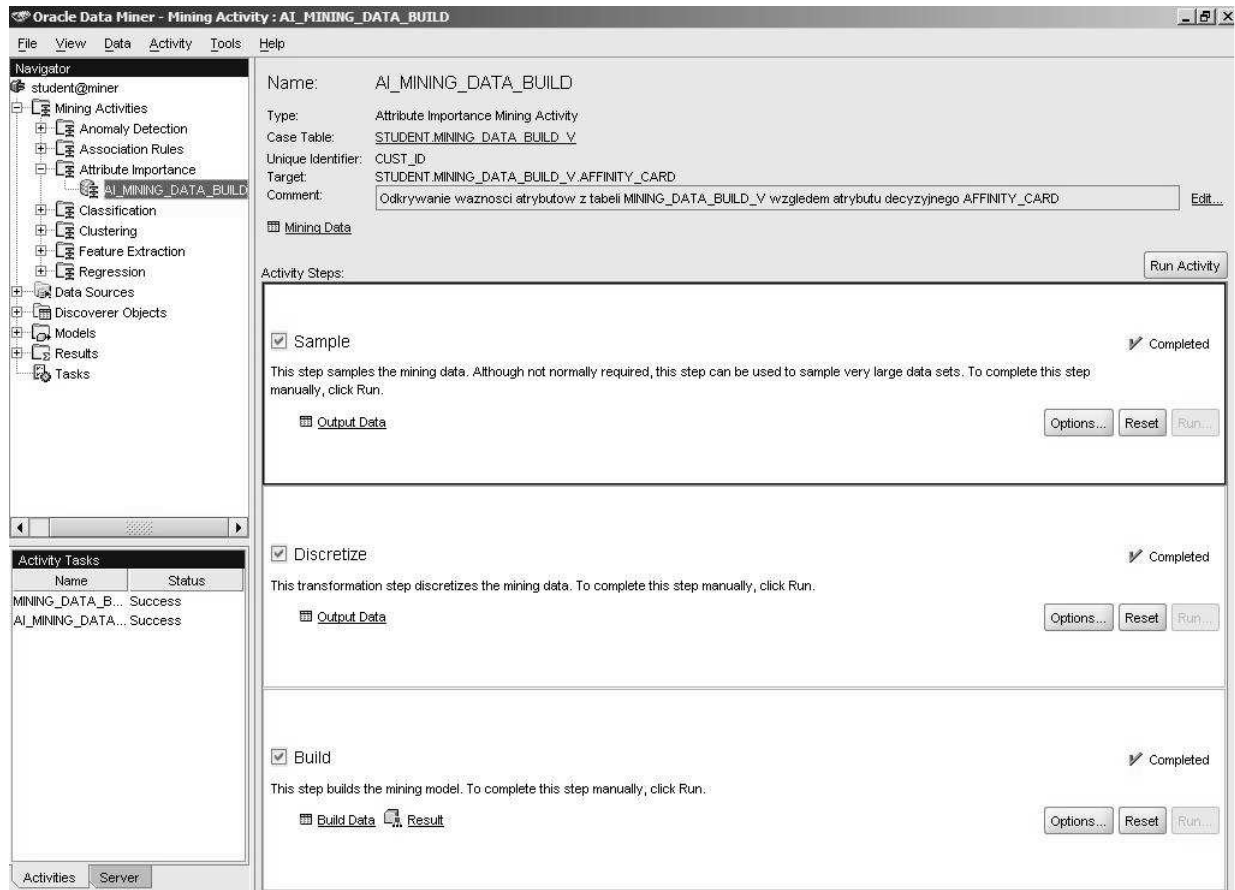 Oracle Data Miner - Mining Activity : AI_MINING_DATA_BUILD
File View Data Activity Tools Help
Navigator
student@miner
Mining Activities
Anomaly Detection
Association Rules
Attribute Importance
AI_MINING_DATA_BUILD
Classification
Clustering
Feature Extraction
Regression
Data Sources
Discoverer Objects
Models
Results
Tasks
Activity Tasks
Name Status
MINING_DATA_B... Success
AI_MINING_DATA... Success
Activities Server
Name: AI_MINING_DATA_BUILD
Type: Attribute Importance Mining Activity
Case Table: STUDENT.MINING_DATA_BUILD_V
Unique Identifier: CUST_ID
Target: STUDENT.MINING_DATA_BUILD_V.AFFINITY_CARD
Comment: Odkrywanie waznosci atrybutow z tabeli MINING_DATA_BUILD_V wzgledem atrybutu decyzyjnego AFFINITY_CARD Edit...
Mining Data
Activity Steps: Run Activity
Sample Completed
This step samples the mining data. Although not normally required, this step can be used to sample very large data sets. To complete this step
manually, click Run.
Output Data Options... Reset Run...
Discretize Completed
This transformation step discretizes the mining data. To complete this step manually, click Run.
Output Data Options... Reset Run...
Build Completed
This step builds the mining model. To complete this step manually, click Run.
Build Data Result Options... Reset Run...